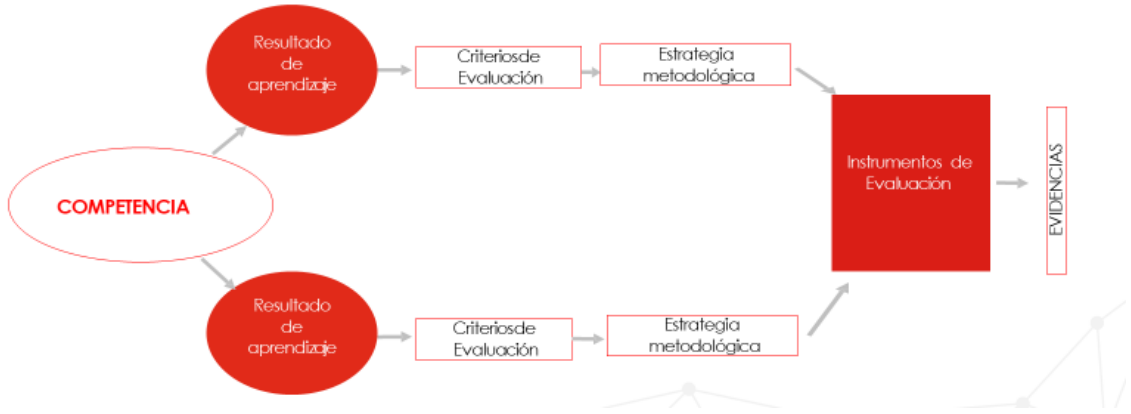 Resultado
de
aprendizaje
Criteriosde
Evaluación
Estrategia
metodológica
COMPETENCIA
Instrumentos de
Evaluación
EVIDENCIAS
Resultado
de
aprendizaje
Criteriosde
Evaluación
Estrategia
metodológica